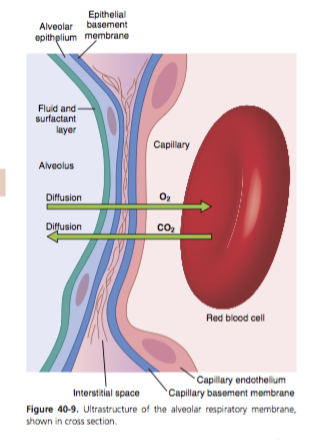 Alveolar
epithelium
Epithelial
basement
membrane
Fluid and
surfactant
layer
Alveolus
Capillary
Diffusion
O₂
Diffusion
CO₂
Red blood cell
Capillary endothelium
Interstitial space
Capillary basement membrane
Figure 40-9. Ultrastructure of the alveolar respiratory membrane,
shown in cross section.